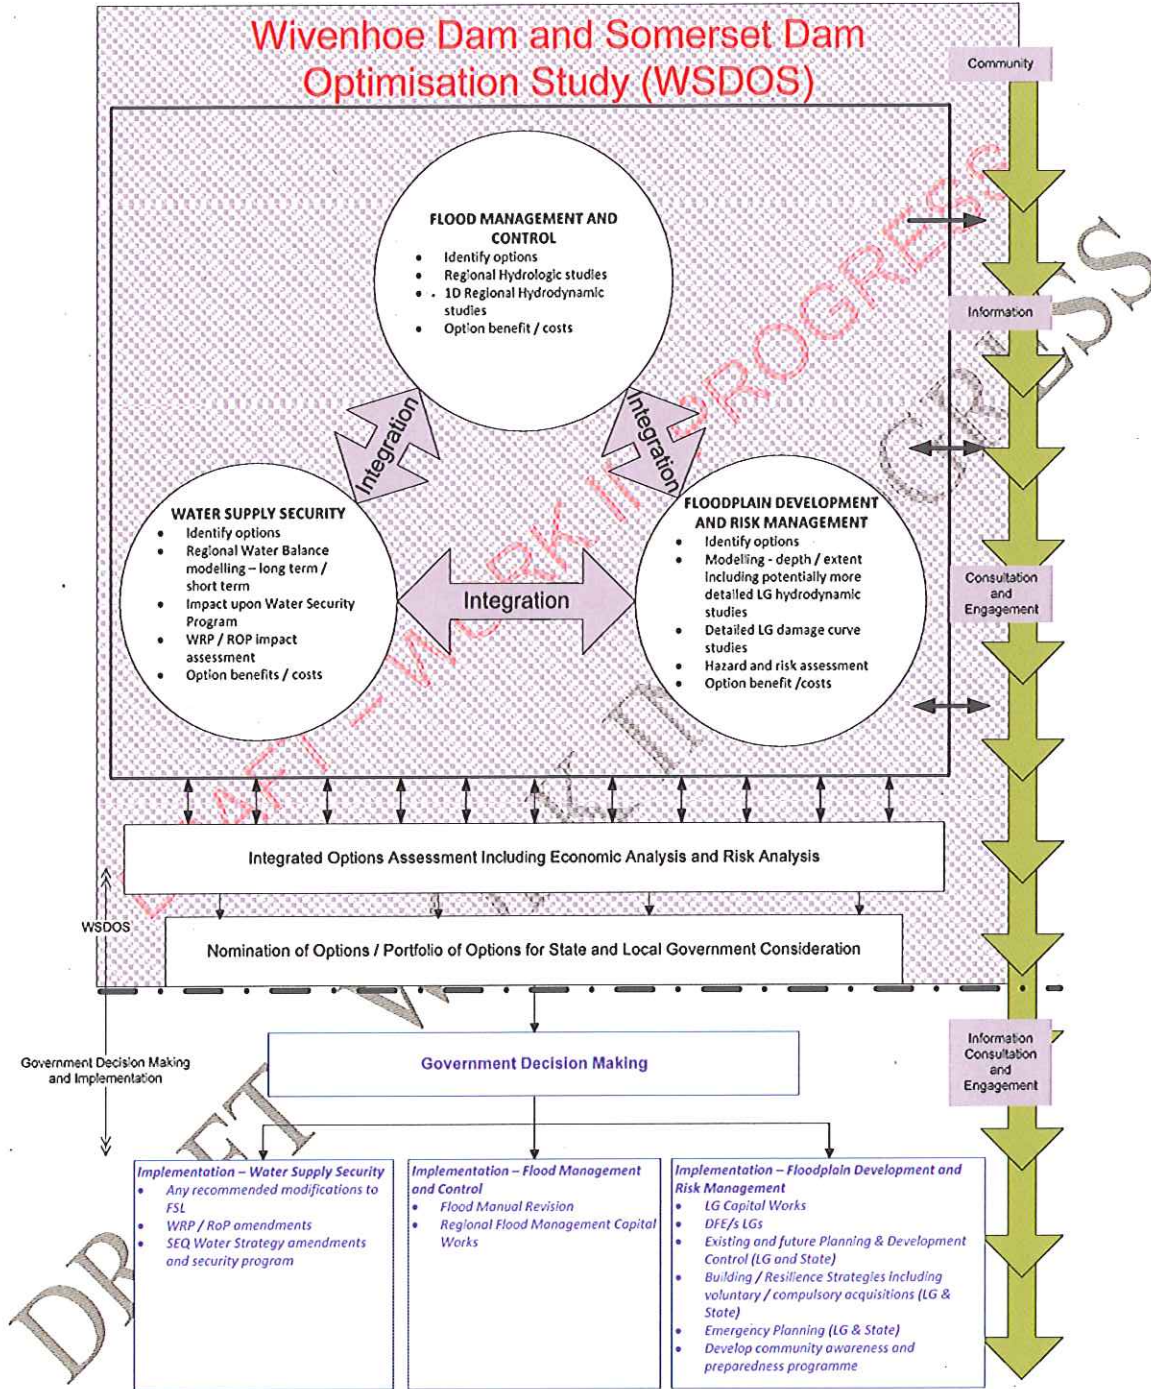 Wivenhoe Dam and Somerset Dam
Optimisation Study (WSDOS)
Community
FLOOD MANAGEMENT AND
CONTROL
• Identify options
• Regional Hydrologic studies
• 1D Regional Hydrodynamic
studies
• Option benefit / costs
Information
Integration
Integration
WATER SUPPLY SECURITY
• Identify options
• Regional Water Balance
modelling – long term /
short term
• Impact upon Water Security
Program
• WRP / ROP impact
assessment
• Option benefits / costs
Integration
FLOODPLAIN DEVELOPMENT
AND RISK MANAGEMENT
• Identify options
• Modelling - depth / extent
Including potentially more
detailed LG hydrodynamic
studies
• Detailed LG damage curve
studies
• Hazard and risk assessment
• Option benefit /costs
Consultation
and
Engagement
Integrated Options Assessment Including Economic Analysis and Risk Analysis
WSDOS
Nomination of Options / Portfolio of Options for State and Local Government Consideration
Government Decision Making
and Implementation
Government Decision Making
Information
Consultation
and
Engagement
Implementation – Water Supply Security
• Any recommended modifications to
FSL
• WRP / RoP amendments
• SEQ Water Strategy amendments
and security program
Implementation – Flood Management
and Control
• Flood Manual Revision
• Regional Flood Management Capital
Works
Implementation – Floodplain Development and
Risk Management
• LG Capital Works
• DFE/s LGs
• Existing and future Planning & Development
Control (LG and State)
• Building / Resilience Strategies including
voluntary / compulsory acquisitions (LG &
State)
• Emergency Planning (LG & State)
• Develop community awareness and
preparedness programme